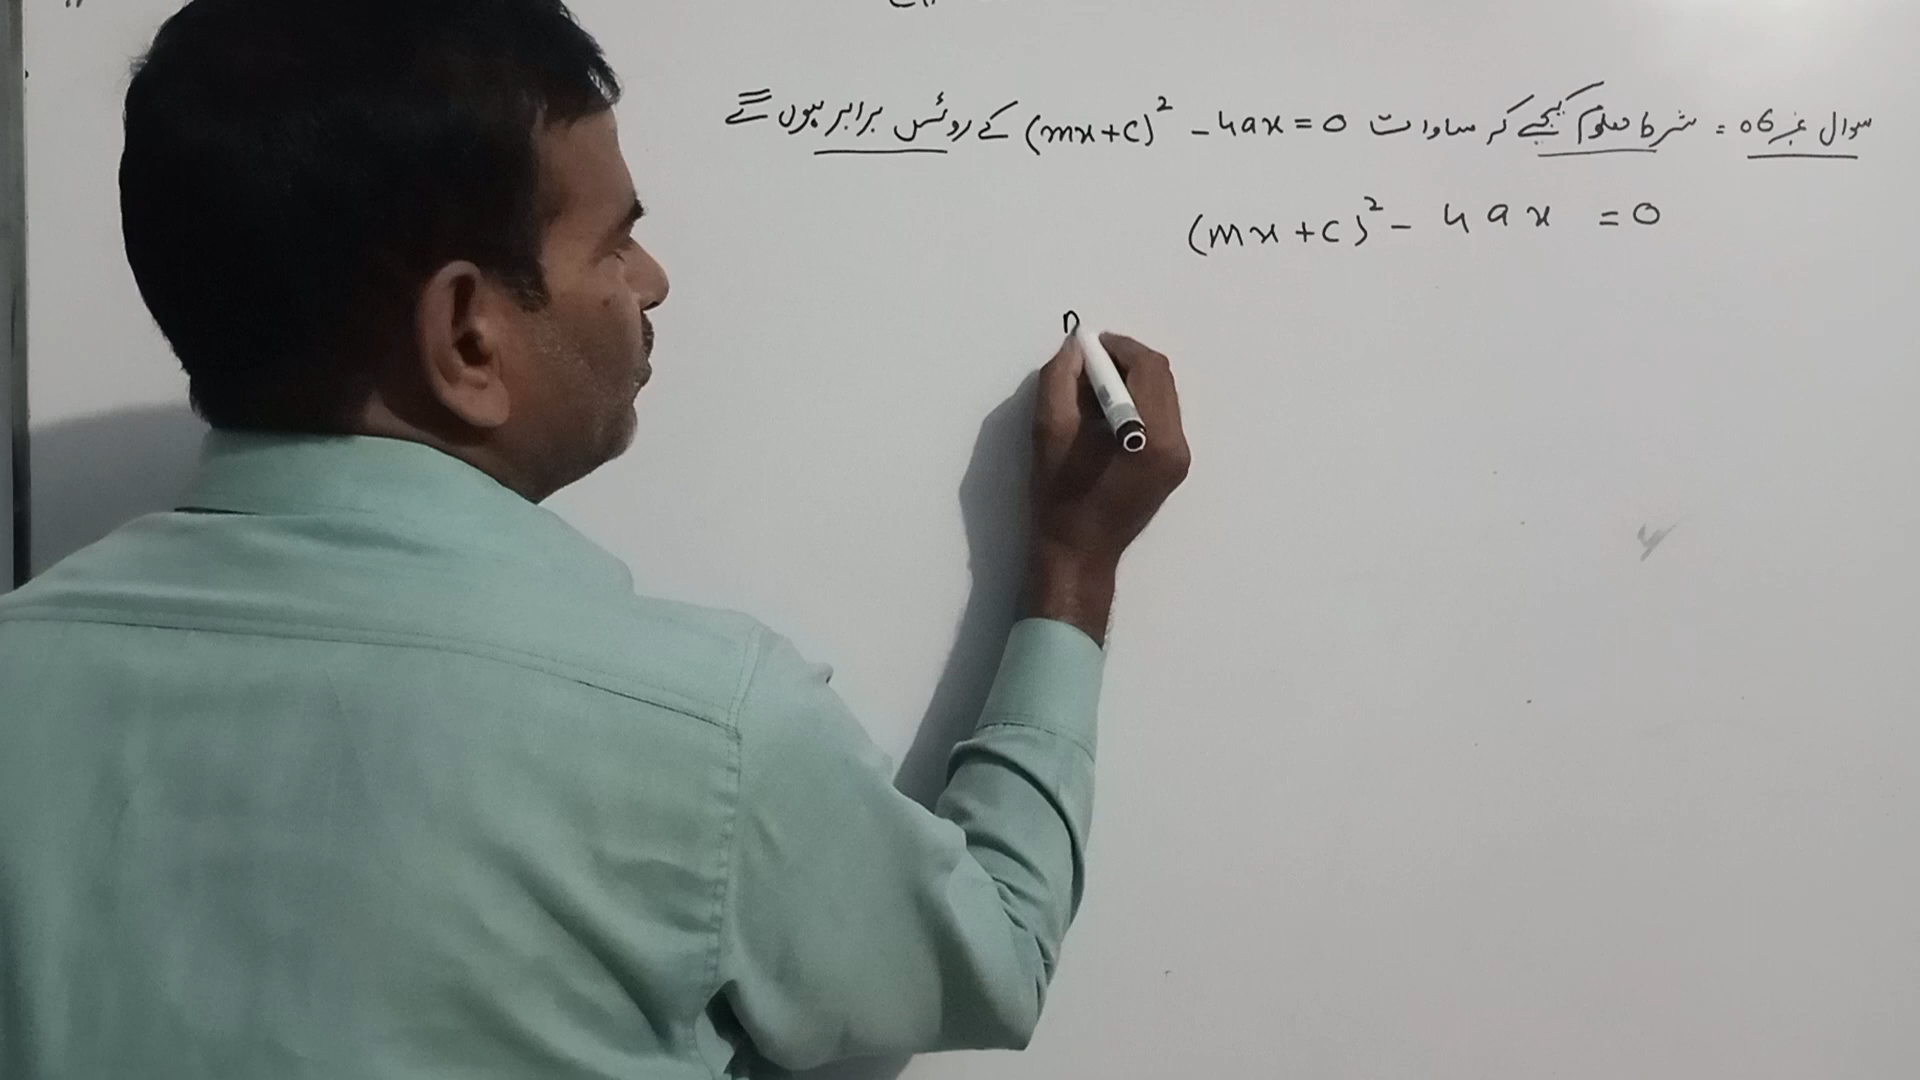 سوال نمبر 06 : شرط معلوم کیجیے کہ مساوات (mx+c)² - 4ax = 0 کے روٹس برابر ہوں گے
(mx+c)² - 4ax = 0